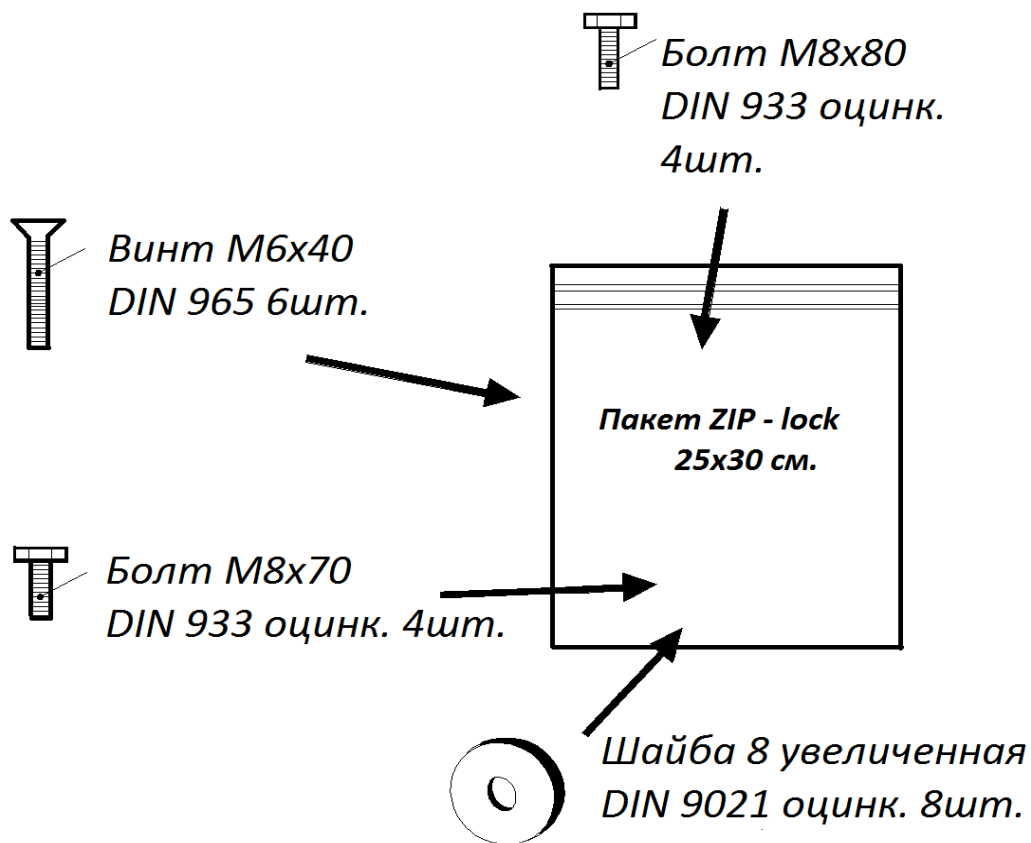 Болт М8х80
DIN 933 оцинк.
4шт.
Винт М6х40
DIN 965 6шт.
Пакет ZIP - lock
25х30 см.
Болт М8х70
DIN 933 оцинк. 4шт.
Шайба 8 увеличенная
DIN 9021 оцинк. 8шт.